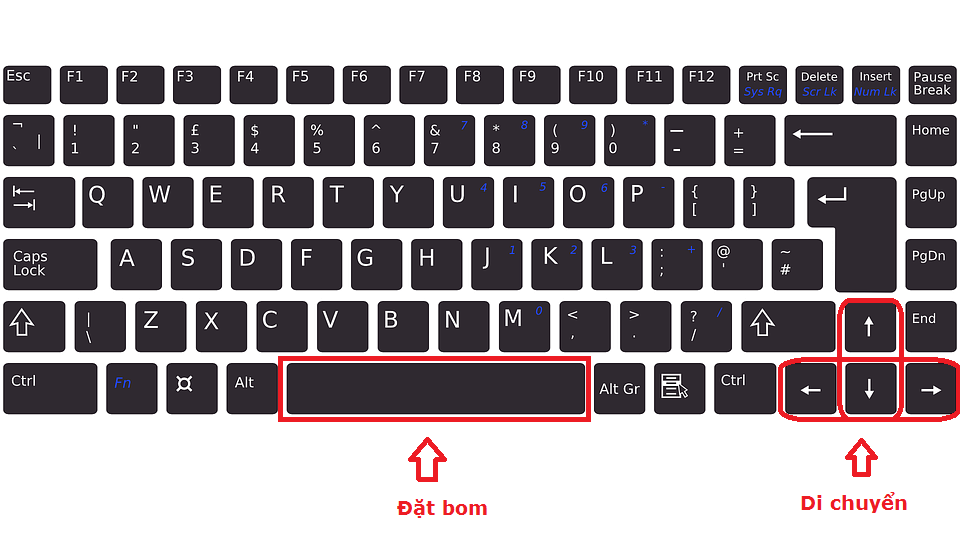 Esc F1 F2 F3 F4 F5 F6 F7 F8 F9 F10 F11 F12 Prt Sc Delete Insert Pause
Sys Rq Scr Lk Num Lk Break
¬ | ! " £ $ % ^ & 7 * 8 ( 9 ) * — + Home
` 1 2 3 4 5 6 7 8 9 0 - =
Q W E R T Y U 4 I 5 O 6 P - { } PgUp
[ ]
Caps A S D F G H J 1 K 2 L 3 : + @ ~ PgDn
Lock ; ' #
| Z X C V B N M 0 < > ? / End
\ , . /
Ctrl Fn Alt Alt Gr Ctrl
Đặt bom
Di chuyển